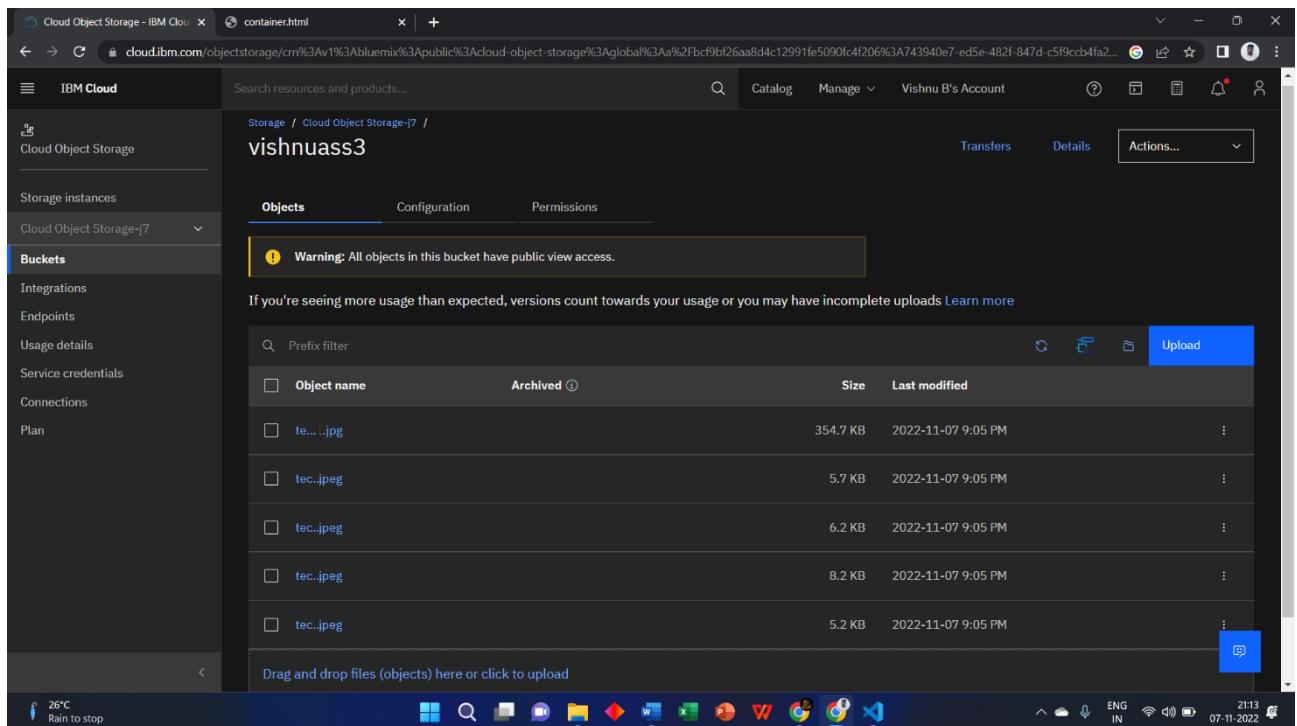 Cloud Object Storage - IBM Clou
container.html
cloud.ibm.com/objectstorage/crn%3Av1%3Abluemix%3Apublic%3Acloud-object-storage%3Aglobal%3Aa%2Fbcf9bf26aa8d4c12991fe5090fc4f206%3A743940e7-ed5e-482f-847d-c5f9ccb4fa2...
IBM Cloud
Search resources and products...
Catalog
Manage
Vishnu B's Account
Cloud Object Storage
Storage instances
Cloud Object Storage-j7
Buckets
Integrations
Endpoints
Usage details
Service credentials
Connections
Plan
Storage / Cloud Object Storage-j7 /
vishnuass3
Transfers
Details
Actions...
Objects
Configuration
Permissions
Warning: All objects in this bucket have public view access.
If you're seeing more usage than expected, versions count towards your usage or you may have incomplete uploads Learn more
Prefix filter
Upload
Object name Archived Size Last modified
te... .jpg 354.7 KB 2022-11-07 9:05 PM
tec..jpeg 5.7 KB 2022-11-07 9:05 PM
tec..jpeg 6.2 KB 2022-11-07 9:05 PM
tec..jpeg 8.2 KB 2022-11-07 9:05 PM
tec..jpeg 5.2 KB 2022-11-07 9:05 PM
Drag and drop files (objects) here or click to upload
26°C
Rain to stop
ENG
IN
21:13
07-11-2022